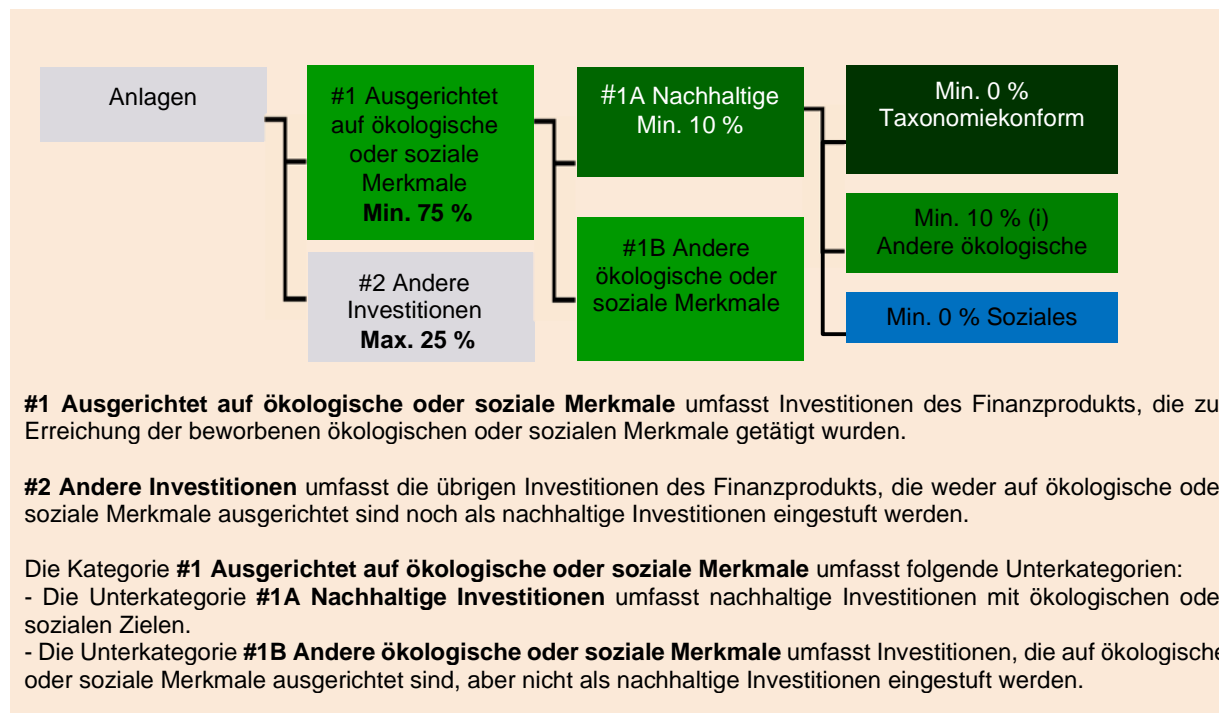 Anlagen
#1 Ausgerichtet
auf ökologische
oder soziale
Merkmale
Min. 75 %
#2 Andere
Investitionen
Max. 25 %
#1A Nachhaltige
Min. 10 %
#1B Andere
ökologische oder
soziale Merkmale
Min. 0 %
Taxonomiekonform
Min. 10 % (i)
Andere ökologische
Min. 0 % Soziales
#1 Ausgerichtet auf ökologische oder soziale Merkmale umfasst Investitionen des Finanzprodukts, die zu
Erreichung der beworbenen ökologischen oder sozialen Merkmale getätigt wurden.
#2 Andere Investitionen umfasst die übrigen Investitionen des Finanzprodukts, die weder auf ökologische ode
soziale Merkmale ausgerichtet sind noch als nachhaltige Investitionen eingestuft werden.
Die Kategorie #1 Ausgerichtet auf ökologische oder soziale Merkmale umfasst folgende Unterkategorien:
- Die Unterkategorie #1A Nachhaltige Investitionen umfasst nachhaltige Investitionen mit ökologischen ode
sozialen Zielen.
- Die Unterkategorie #1B Andere ökologische oder soziale Merkmale umfasst Investitionen, die auf ökologische
oder soziale Merkmale ausgerichtet sind, aber nicht als nachhaltige Investitionen eingestuft werden.